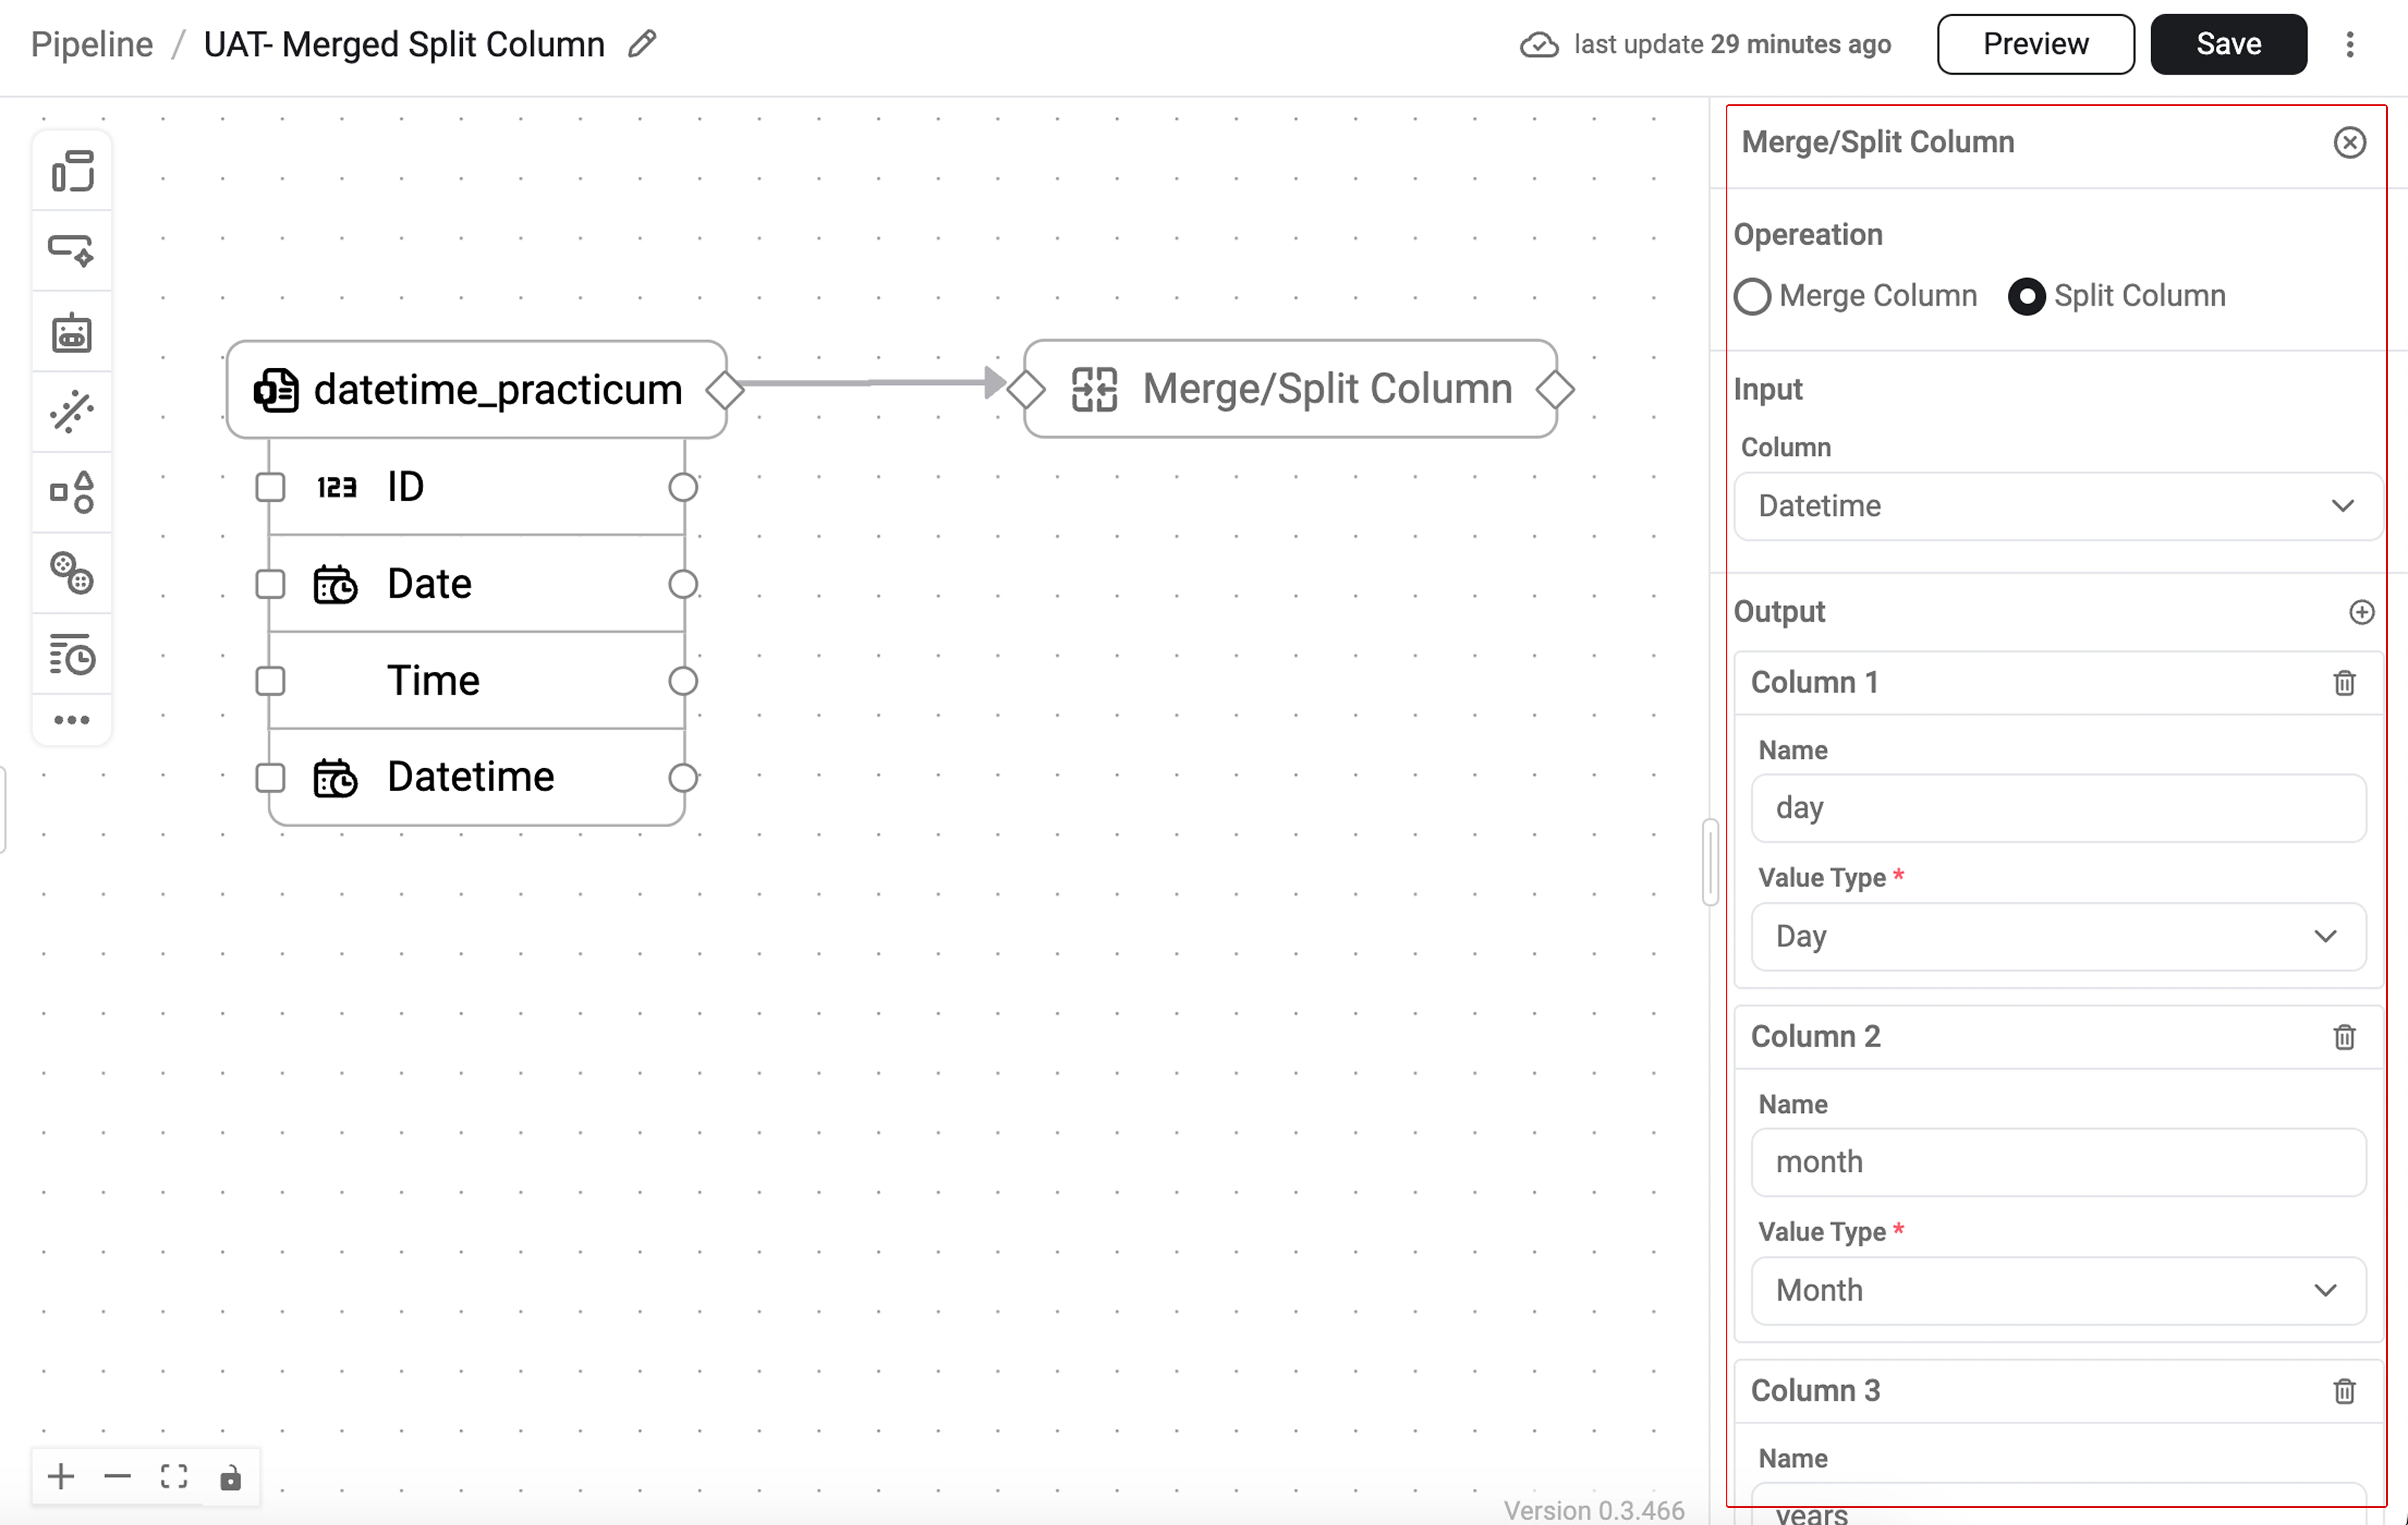 Pipeline / UAT- Merged Split Column
last update 29 minutes ago
Preview
Save
datetime_practicum
123 ID
Date
Time
Datetime
Merge/Split Column
Version 0.3.466
Merge/Split Column
Opereation
Merge Column Split Column
Input
Column
Datetime
Output
Column 1
Name
day
Value Type *
Day
Column 2
Name
month
Value Type *
Month
Column 3
Name
years